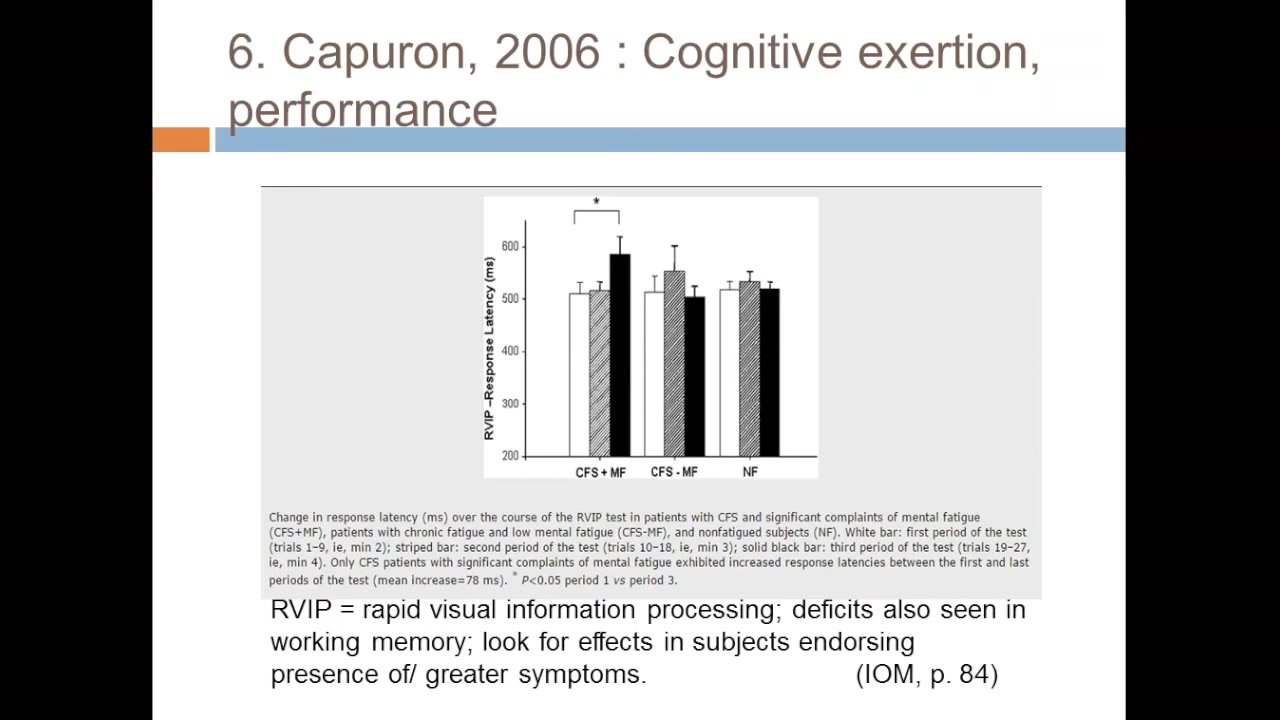 6. Capuron, 2006 : Cognitive exertion,
performance
*
600
500
400
300
200
RVIP –Response Latency (ms)
CFS + MF
CFS - MF
NF
Change in response latency (ms) over the course of the RVIP test in patients with CFS and significant complaints of mental fatigue
(CFS+MF), patients with chronic fatigue and low mental fatigue (CFS-MF), and nonfatigued subjects (NF). White bar: first period of the test
(trials 1–9, ie, min 2); striped bar: second period of the test (trials 10–18, ie, min 3); solid black bar: third period of the test (trials 19–27,
ie, min 4). Only CFS patients with significant complaints of mental fatigue exhibited increased response latencies between the first and last
periods of the test (mean increase=78 ms). * P<0.05 period 1 vs period 3.
RVIP = rapid visual information processing; deficits also seen in
working memory; look for effects in subjects endorsing
presence of/ greater symptoms. (IOM, p. 84)